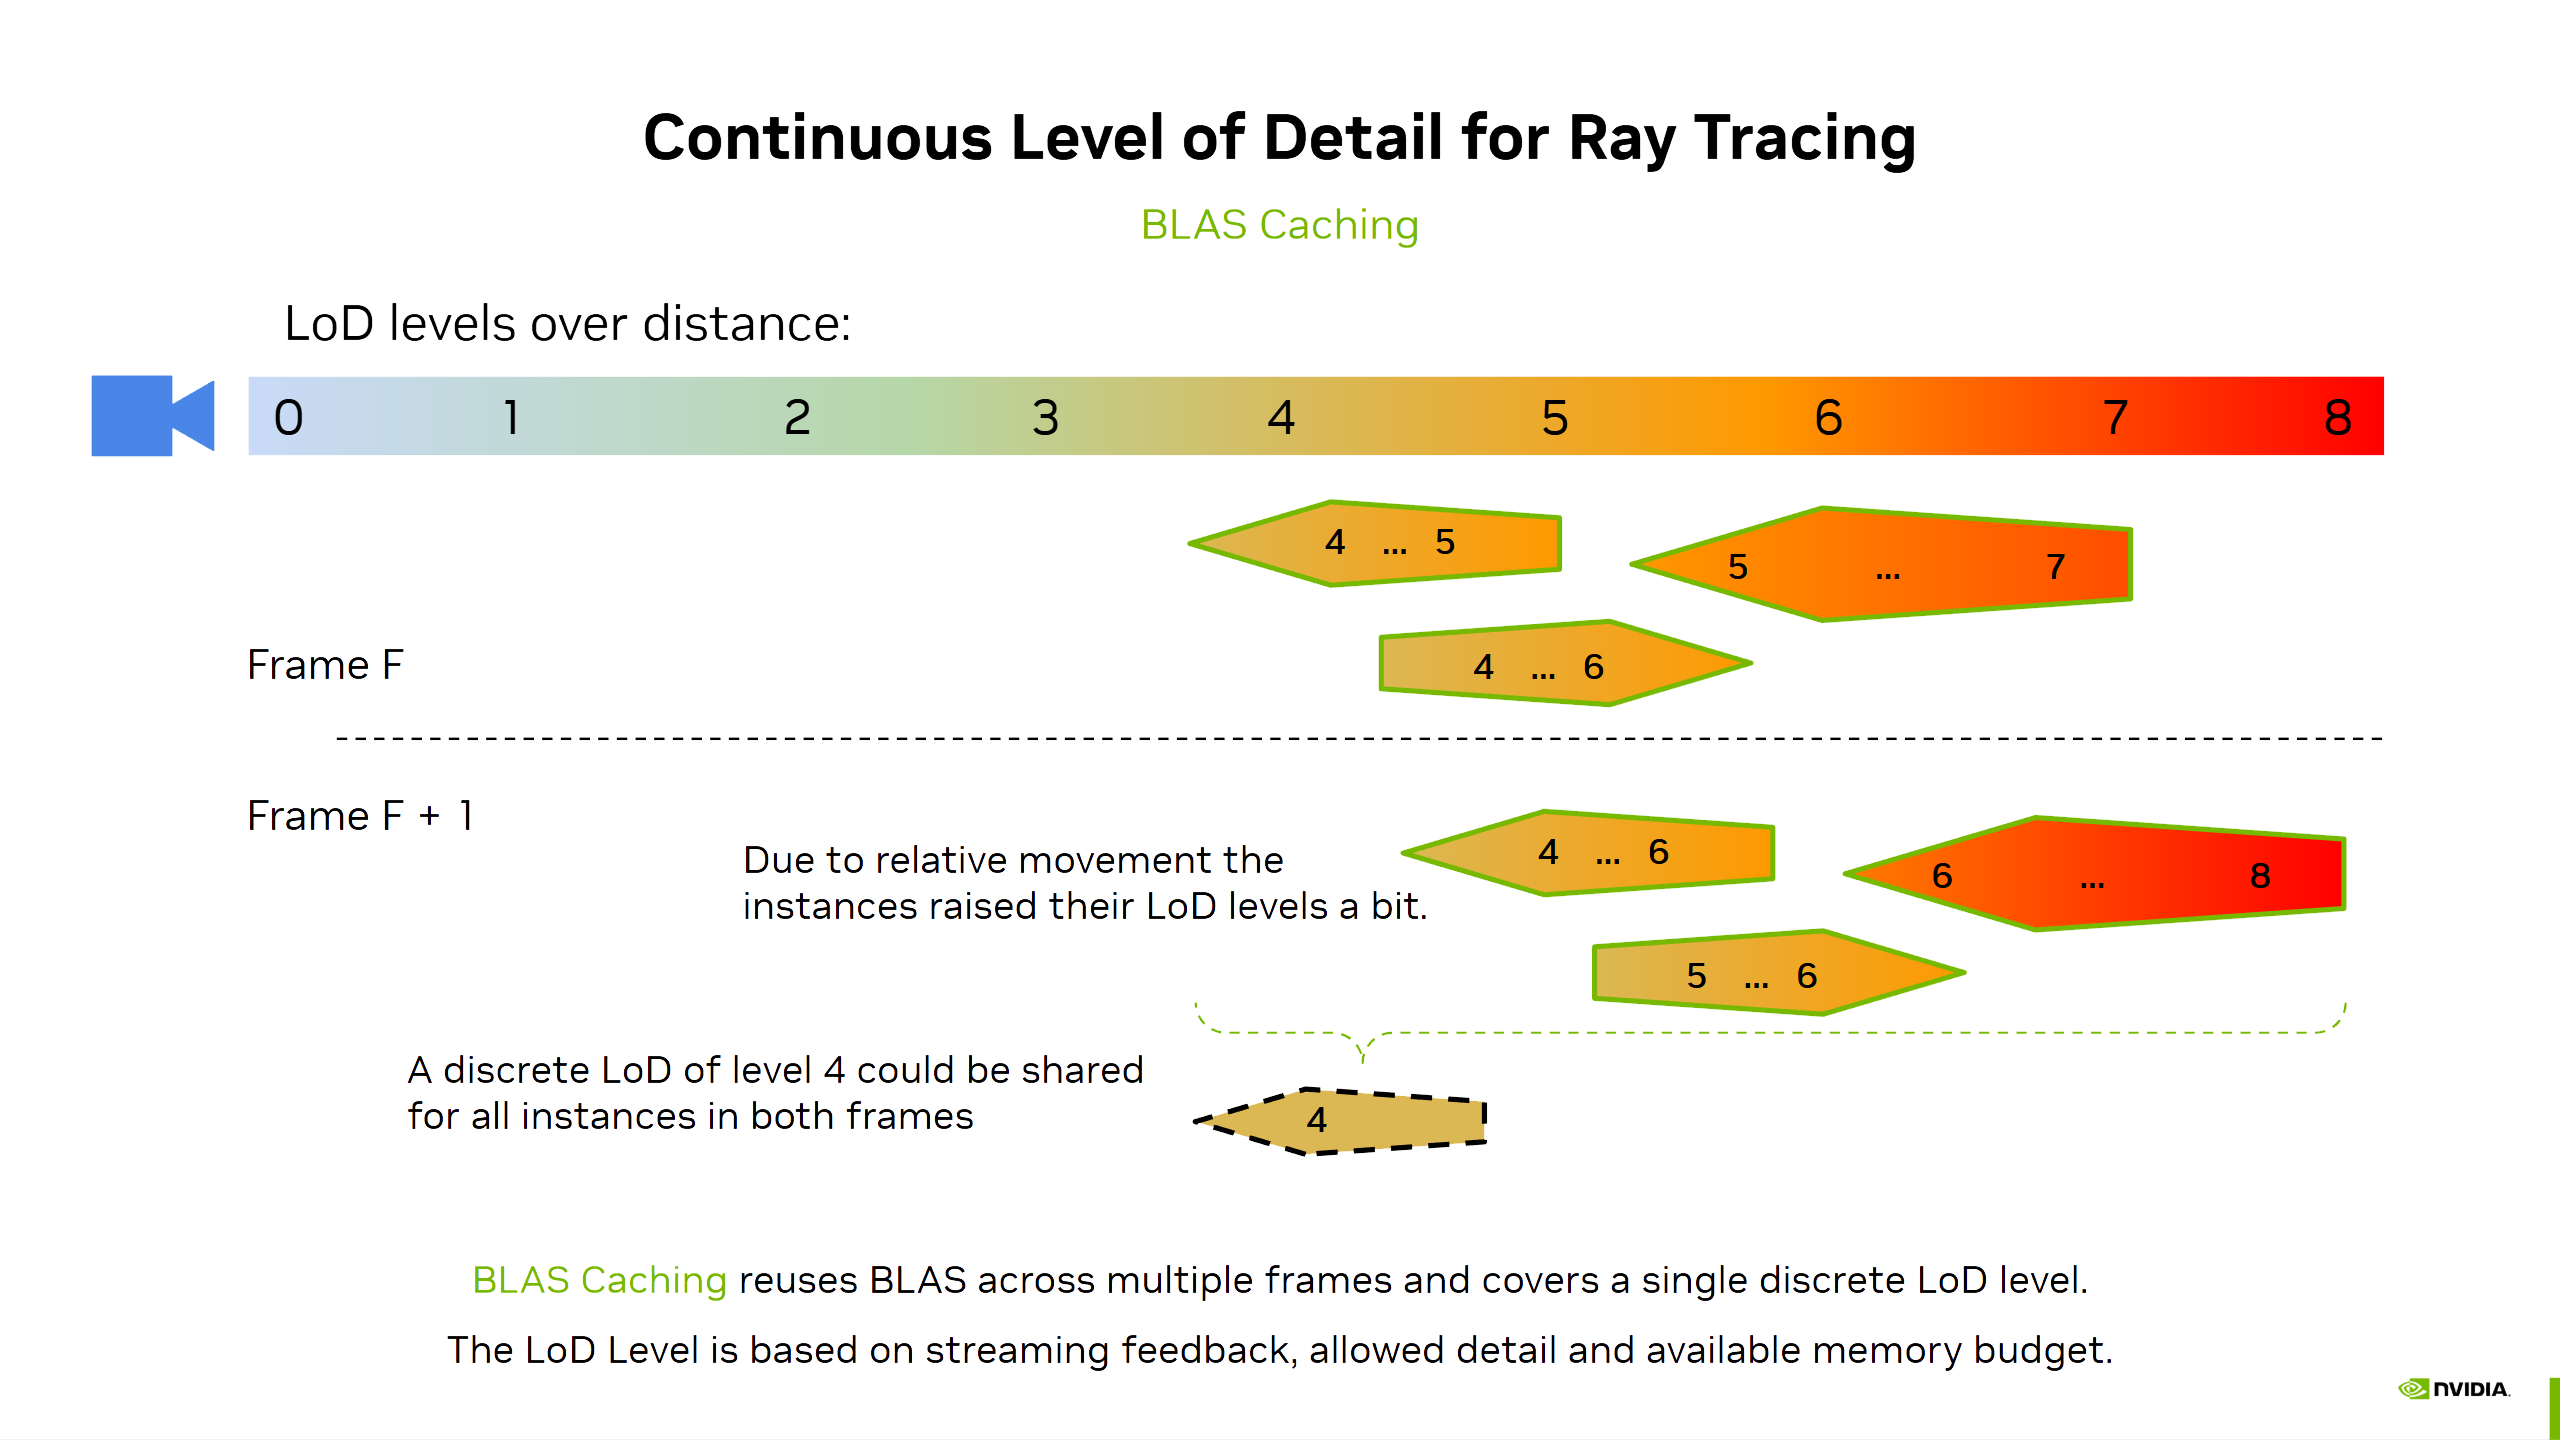 Continuous Level of Detail for Ray Tracing
BLAS Caching
LoD levels over distance:
0 1 2 3 4 5 6 7 8
4 ... 5
5 ... 7
Frame F
4 ... 6
Frame F + 1
Due to relative movement the
instances raised their LoD levels a bit.
4 ... 6
6 ... 8
5 ... 6
A discrete LoD of level 4 could be shared
for all instances in both frames
4
BLAS Caching reuses BLAS across multiple frames and covers a single discrete LoD level.
The LoD Level is based on streaming feedback, allowed detail and available memory budget.
NVIDIA.